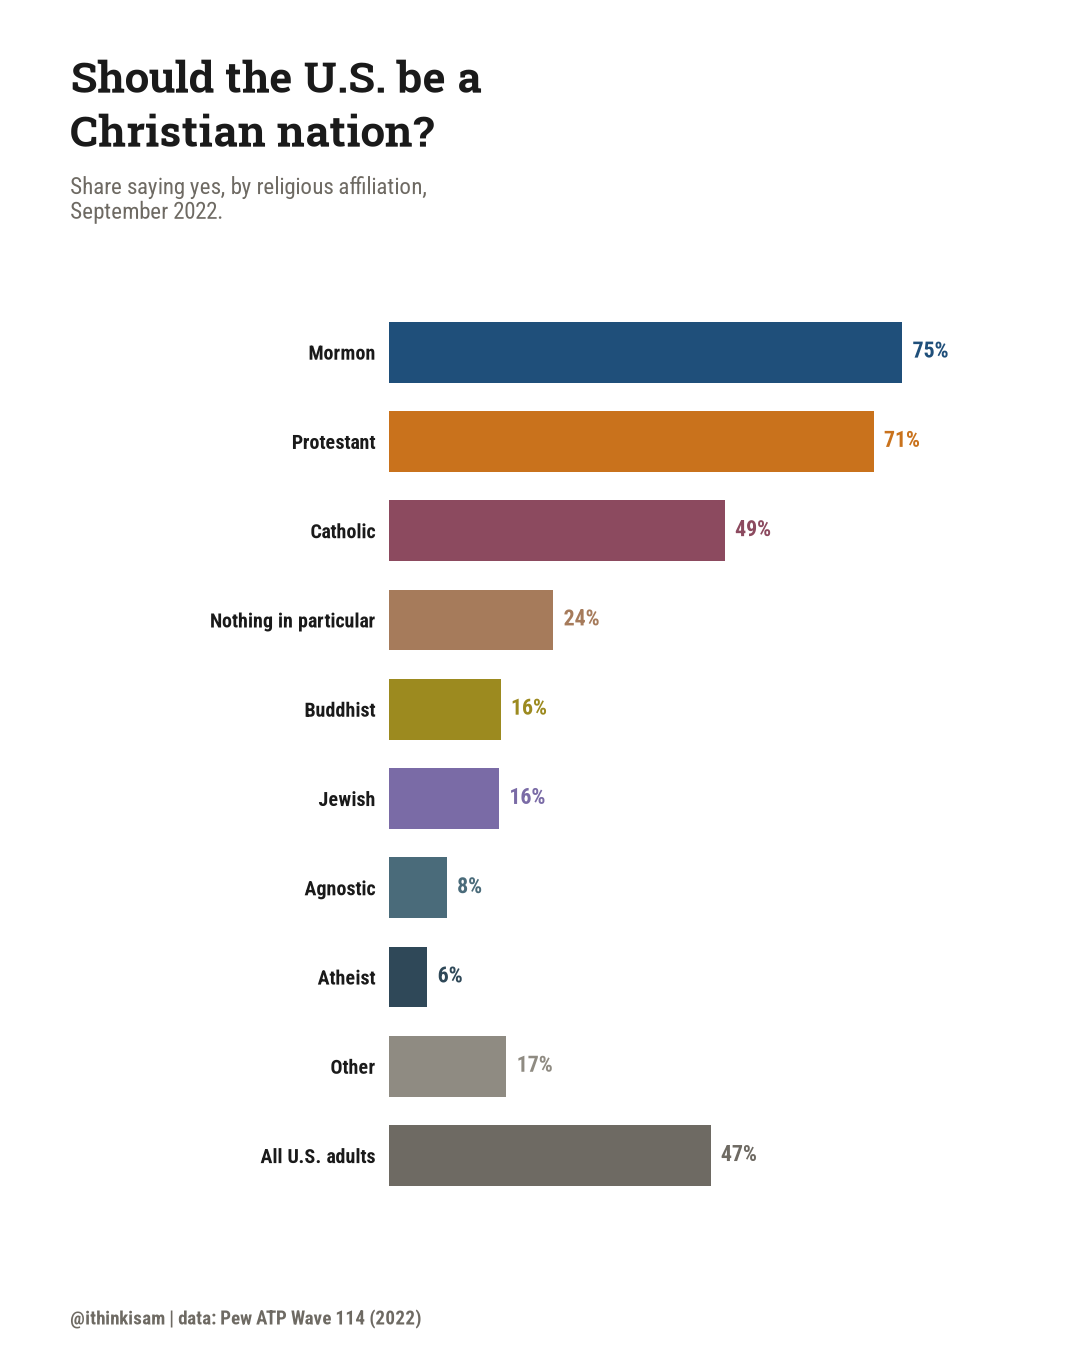 Should the U.S. be a
Christian nation?
Share saying yes, by religious affiliation,
September 2022.
Mormon 75%
Protestant 71%
Catholic 49%
Nothing in particular 24%
Buddhist 16%
Jewish 16%
Agnostic 8%
Atheist 6%
Other 17%
All U.S. adults 47%
@ithinkisam | data: Pew ATP Wave 114 (2022)